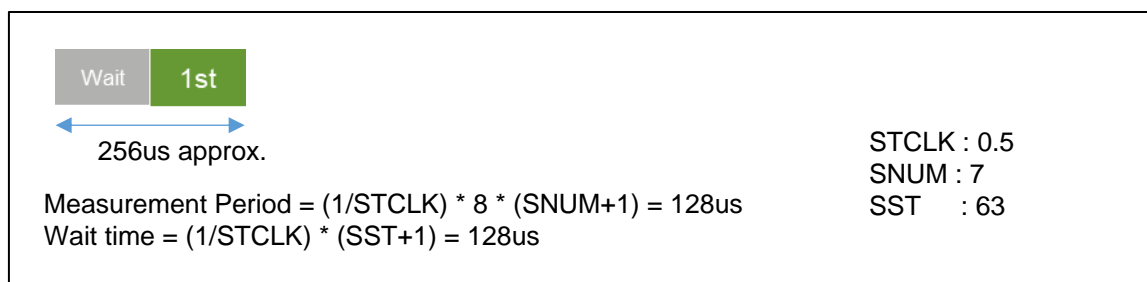 Wait 1st
256us approx.
STCLK : 0.5
SNUM : 7
SST : 63
Measurement Period = (1/STCLK) * 8 * (SNUM+1) = 128us
Wait time = (1/STCLK) * (SST+1) = 128us